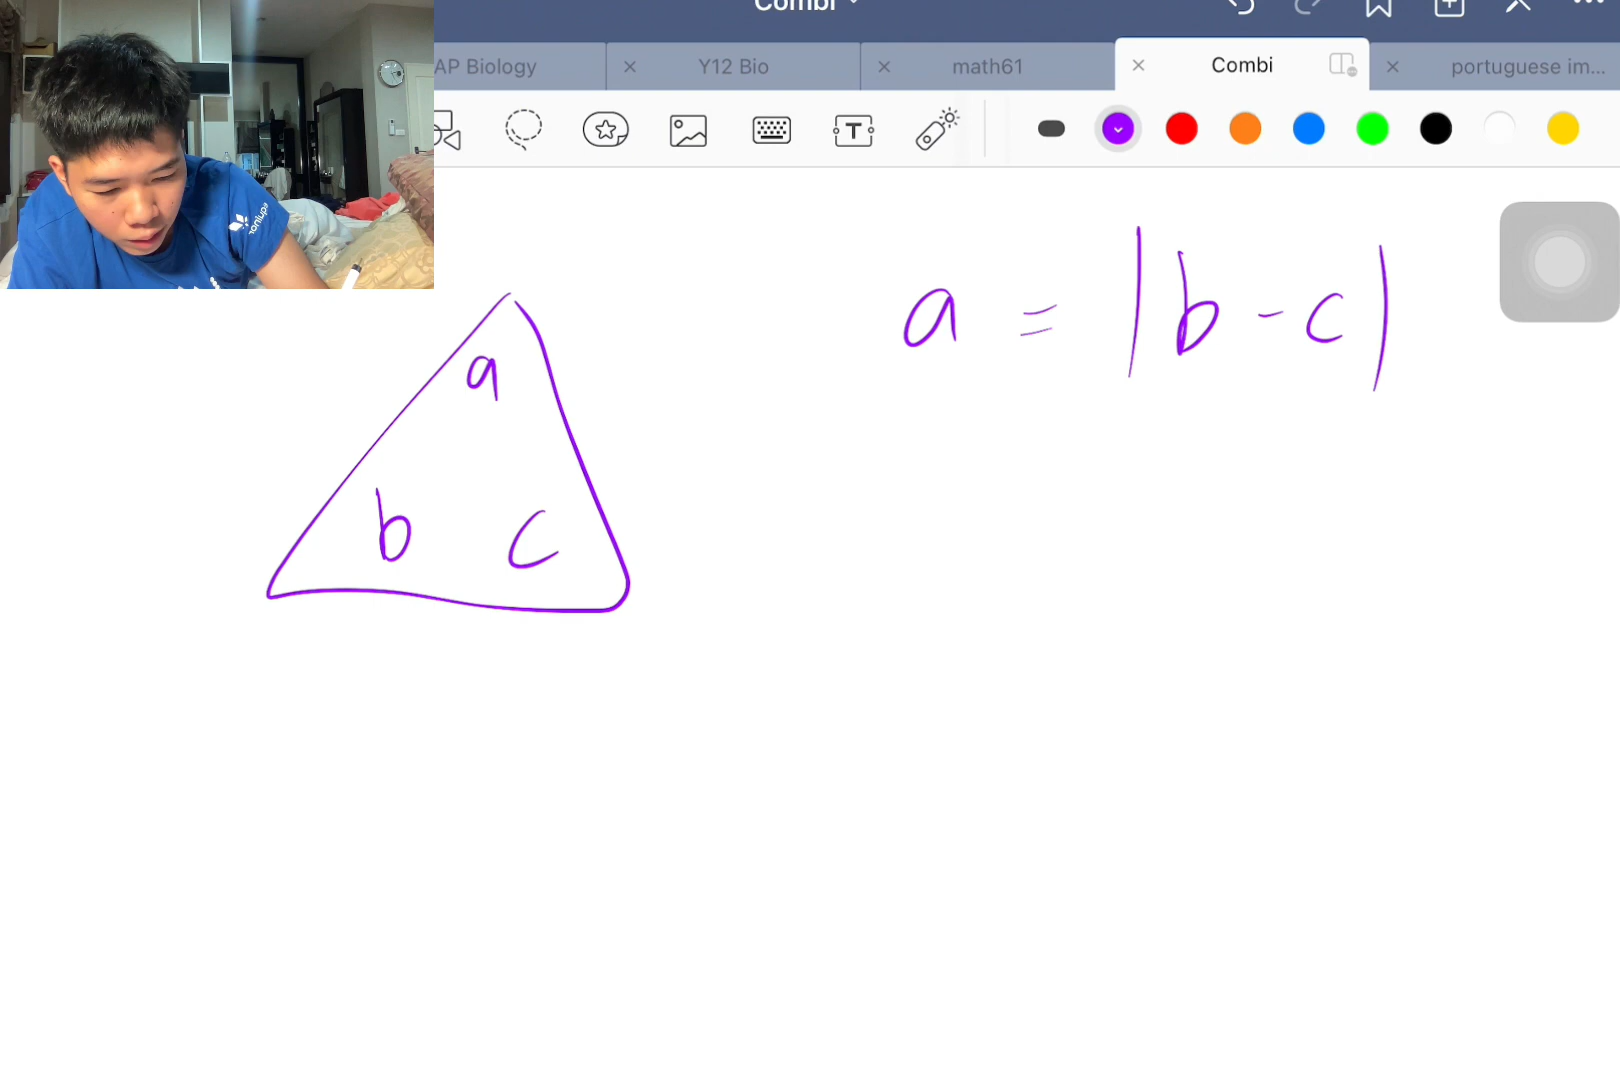 Combi
AP Biology
Y12 Bio
math61
Combi
portuguese im...
T
a = |b - c|
a
b c